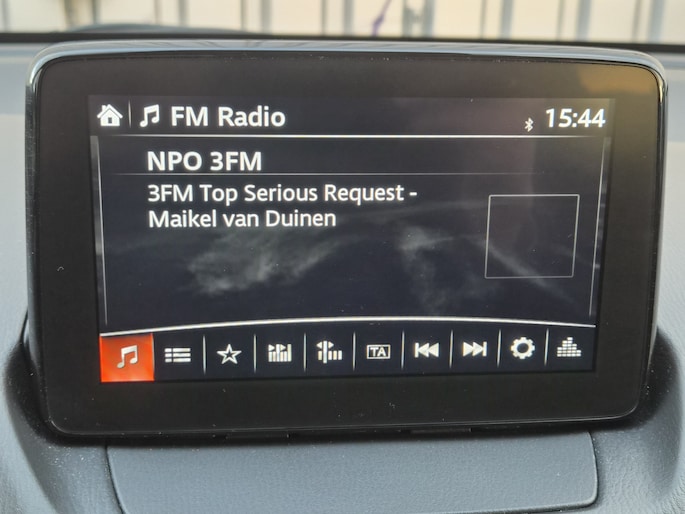 FM Radio
15:44
NPO 3FM
3FM Top Serious Request -
Maikel van Duinen
TA